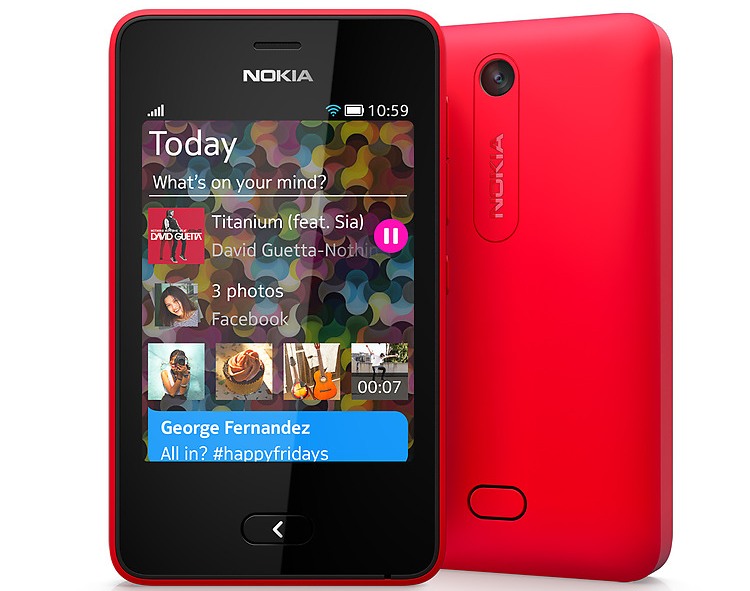 NOKIA
10:59
Today
What's on your mind?
Titanium (feat. Sia)
DAVID GUETTA
David Guetta-Nothin
3 photos
Facebook
00:07
George Fernandez
All in? #happyfridays
NOKIA